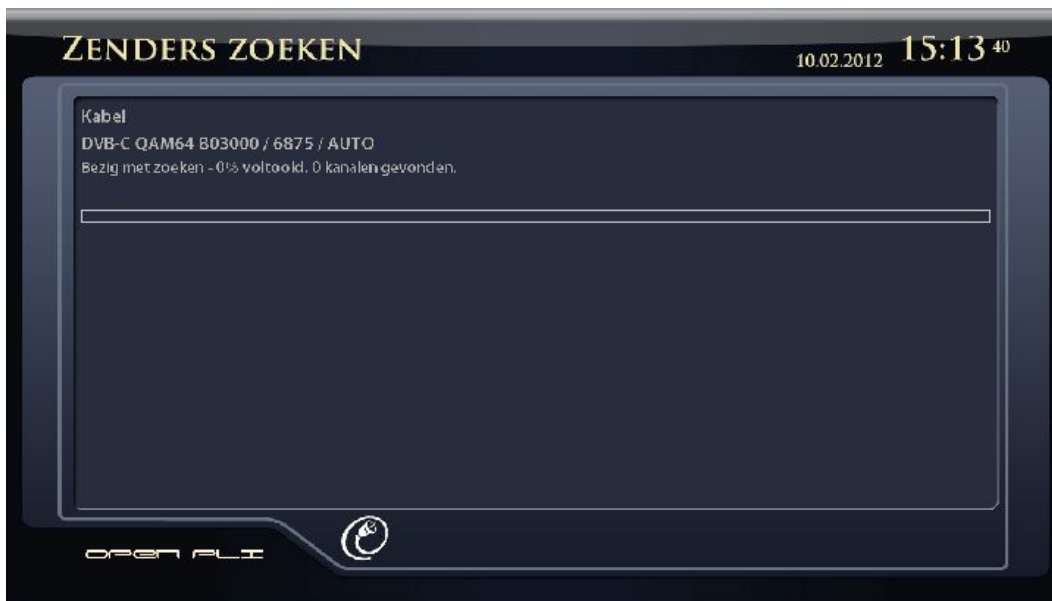 ZENDERS ZOEKEN
10.02.2012 15:13 40
Kabel
DVB-C QAM64 803000 / 6875 / AUTO
Bezig met zoeken - 0% voltooid. 0 kanalen gevonden.
OPEN PLI